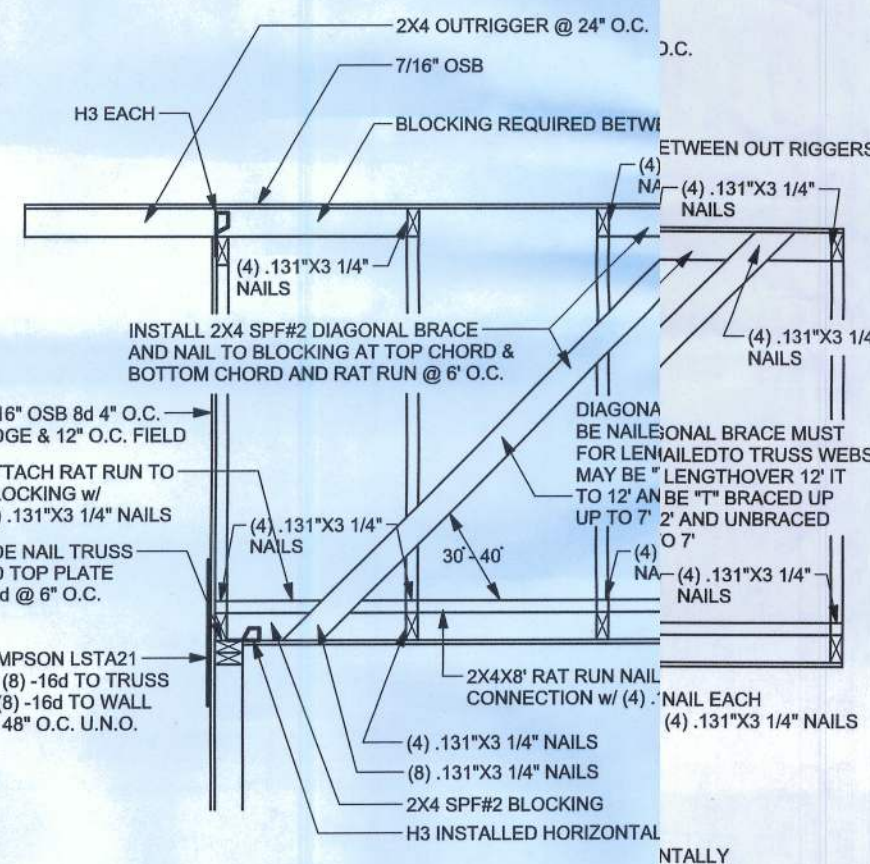 2X4 OUTRIGGER @ 24" O.C.
O.C.
7/16" OSB
H3 EACH
BLOCKING REQUIRED BETWE
ETWEEN OUT RIGGERS
(4)
NA
(4) .131"X3 1/4"
NAILS
(4) .131"X3 1/4"
NAILS
INSTALL 2X4 SPF#2 DIAGONAL BRACE
AND NAIL TO BLOCKING AT TOP CHORD &
BOTTOM CHORD AND RAT RUN @ 6' O.C.
(4) .131"X3 1/4
NAILS
16" OSB 8d 4" O.C.
DGE & 12" O.C. FIELD
DIAGONA
BE NAILE
FOR LEN
MAY BE "
TO 12' AN
UP TO 7'
GONAL BRACE MUST
AILEDTO TRUSS WEBS
LENGTHOVER 12' IT
BE "T" BRACED UP
2' AND UNBRACED
O 7'
TTACH RAT RUN TO
LOCKING w/
) .131"X3 1/4" NAILS
(4) .131"X3 1/4"
NAILS
30°-40°
DE NAIL TRUSS
O TOP PLATE
d @ 6" O.C.
(4)
NA
(4) .131"X3 1/4"
NAILS
MPSON LSTA21
(8) -16d TO TRUSS
(8) -16d TO WALL
48" O.C. U.N.O.
2X4X8' RAT RUN NAIL
CONNECTION w/ (4) .1
NAIL EACH
(4) .131"X3 1/4" NAILS
(4) .131"X3 1/4" NAILS
(8) .131"X3 1/4" NAILS
2X4 SPF#2 BLOCKING
H3 INSTALLED HORIZONTAL
NTALLY